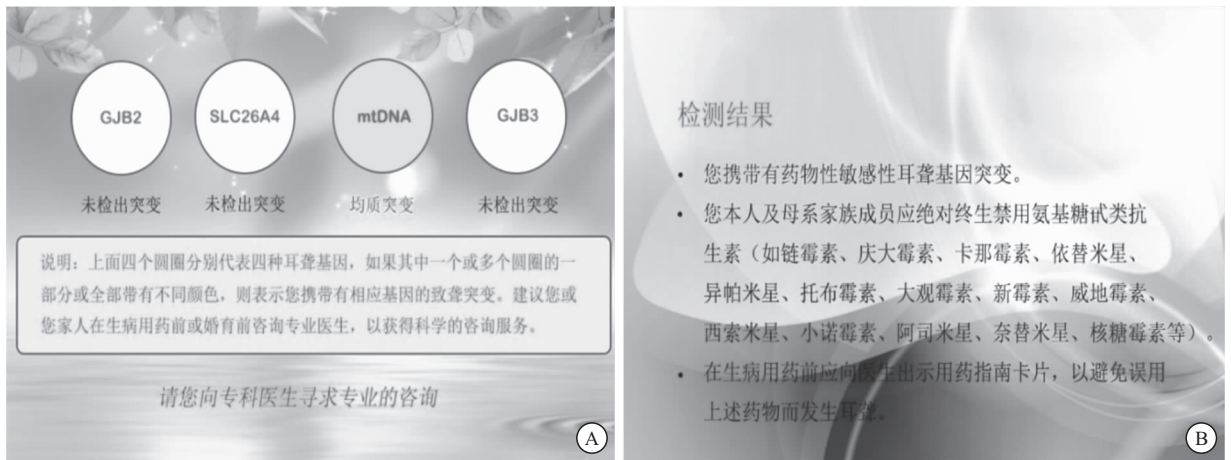 GJB2 SLC26A4 mtDNA GJB3
未检出突变 未检出突变 均质突变 未检出突变
说明：上面四个圆圈分别代表四种耳聋基因，如果其中一个或多个圆圈的一
部分或全部带有不同颜色，则表示您携带有相应基因的致聋突变。建议您或
您家人在生病用药前或婚育前咨询专业医生，以获得科学的咨询服务。
请您向专科医生寻求专业的咨询
A
检测结果
• 您携带有药物性敏感性耳聋基因突变。
• 您本人及母系家族成员应绝对终生禁用氨基糖甙类抗
生素（如链霉素、庆大霉素、卡那霉素、依替米星、
异帕米星、托布霉素、大观霉素、新霉素、威地霉素、
西索米星、小诺霉素、阿司米星、奈替米星、核糖霉素等）。
• 在生病用药前应向医生出示用药指南卡片，以避免误用
上述药物而发生耳聋。
B